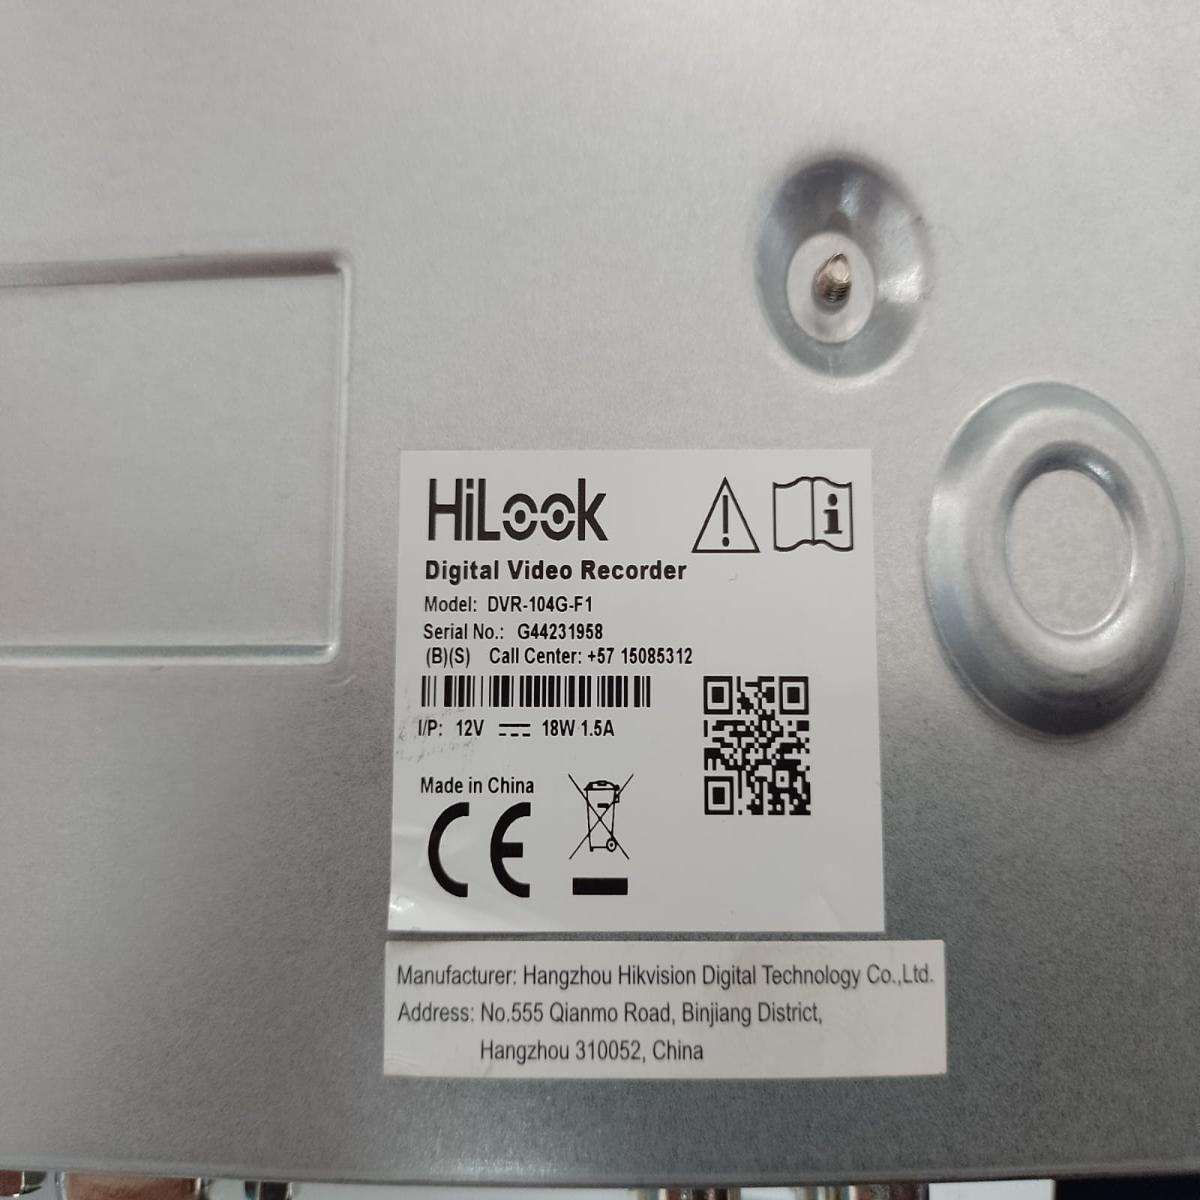 HiLook
Digital Video Recorder
Model: DVR-104G-F1
Serial No.: G44231958
(B)(S) Call Center: +57 15085312
I/P: 12V 18W 1.5A
Made in China
CE
Manufacturer: Hangzhou Hikvision Digital Technology Co.,Ltd.
Address: No.555 Qianmo Road, Binjiang District,
Hangzhou 310052, China